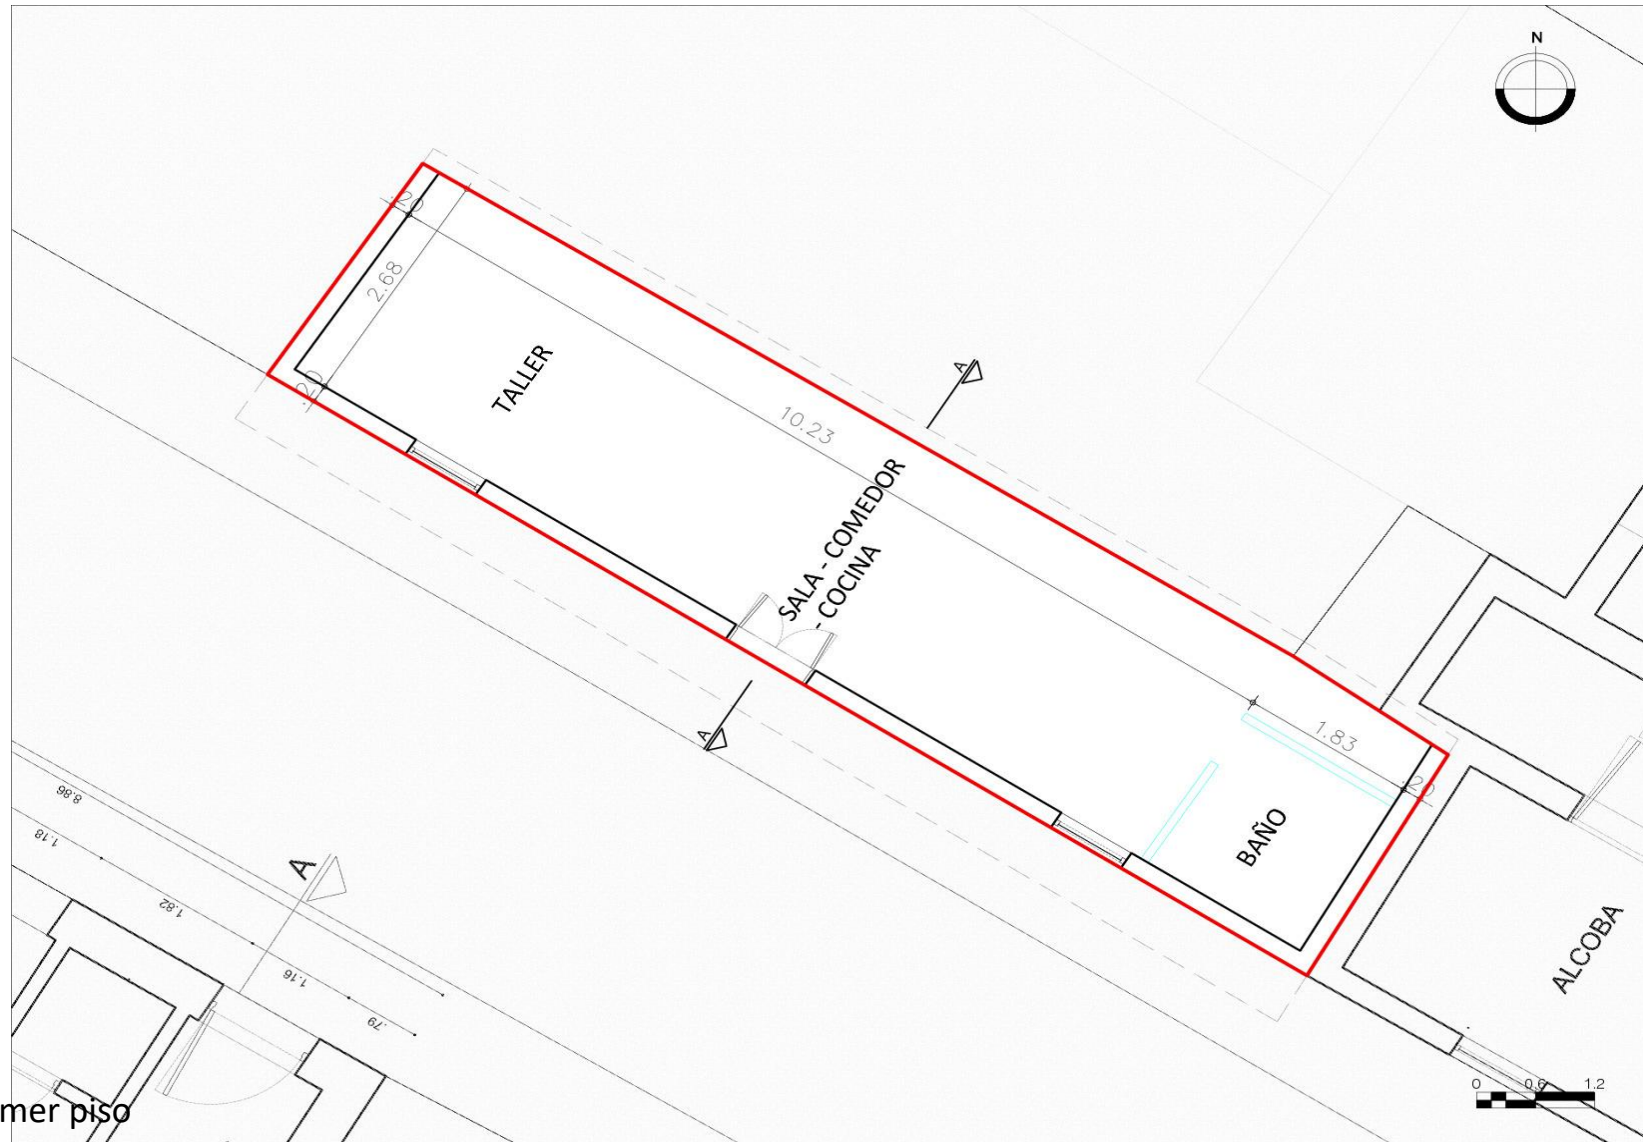 N
.20
2.68
TALLER
.20
10.23
A
SALA - COMEDOR
- COCINA
A
1.83
.20
BAÑO
8.86
1.18
A
1.82
1.16
.79
ALCOBA
0 0.6 1.2
mer piso